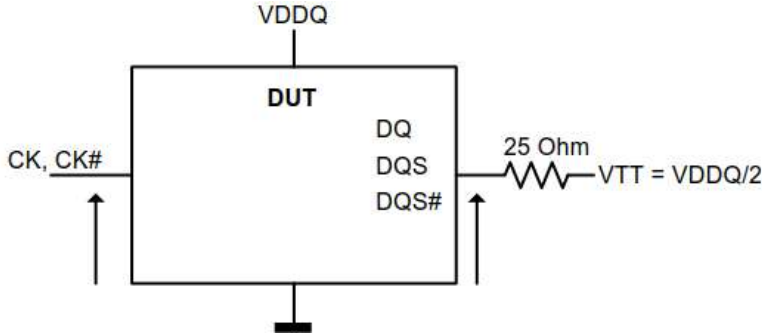 VDDQ
DUT
DQ
CK, CK#
DQS
25 Ohm
VTT = VDDQ/2
DQS#